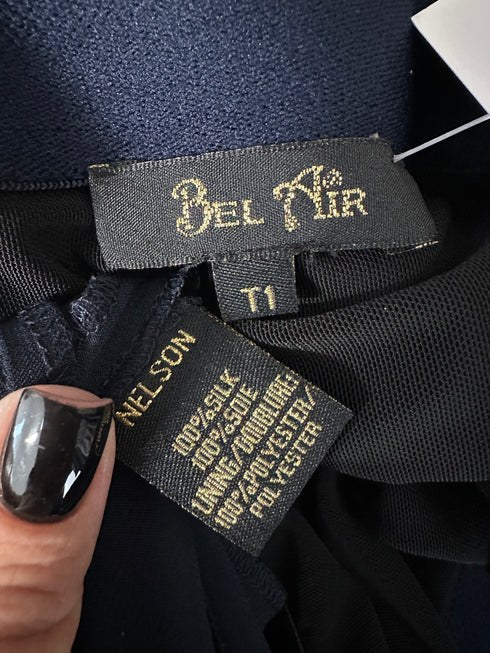 BEL AIR
T1
NELSON
100%SILK
100%SOIE
LINING/DOUBLURE:
100%POLYESTER/
POLYESTER